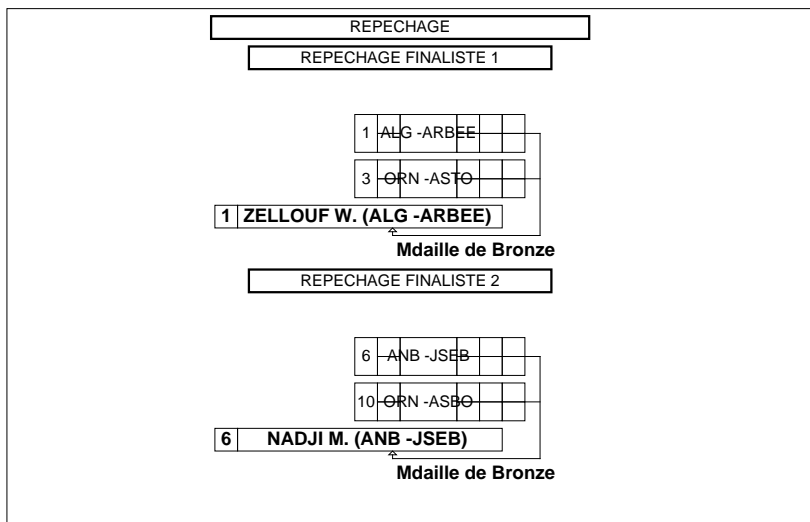 REPECHAGE
REPECHAGE FINALISTE 1
1 ALG -ARBEE
3 ORN -ASTO
1 ZELLOUF W. (ALG -ARBEE)
Mdaille de Bronze
REPECHAGE FINALISTE 2
6 ANB -JSEB
10 ORN -ASBO
6 NADJI M. (ANB -JSEB)
Mdaille de Bronze